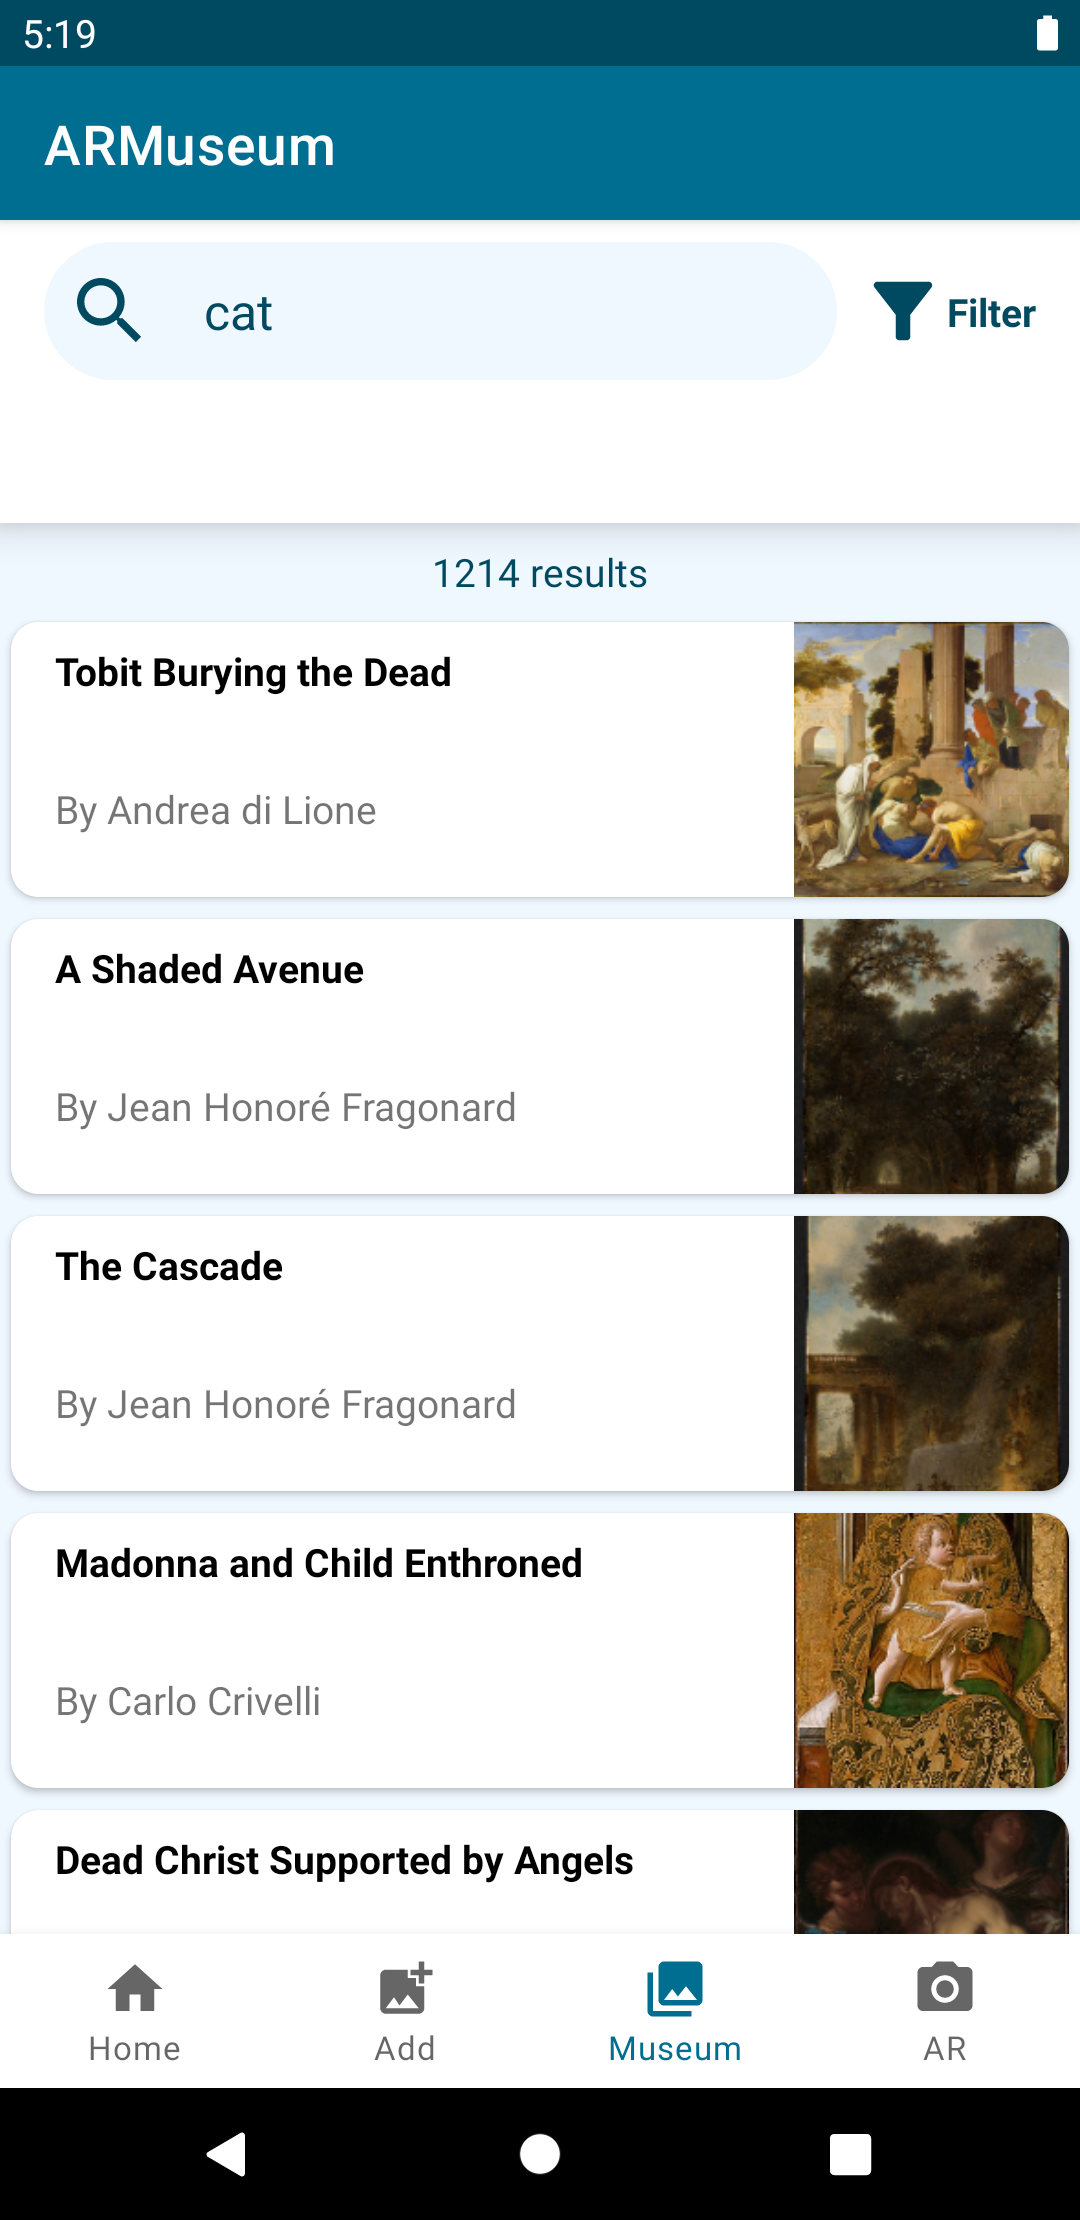 5:19
ARMuseum
cat
Filter
1214 results
Tobit Burying the Dead
By Andrea di Lione
A Shaded Avenue
By Jean Honoré Fragonard
The Cascade
By Jean Honoré Fragonard
Madonna and Child Enthroned
By Carlo Crivelli
Dead Christ Supported by Angels
Home
Add
Museum
AR